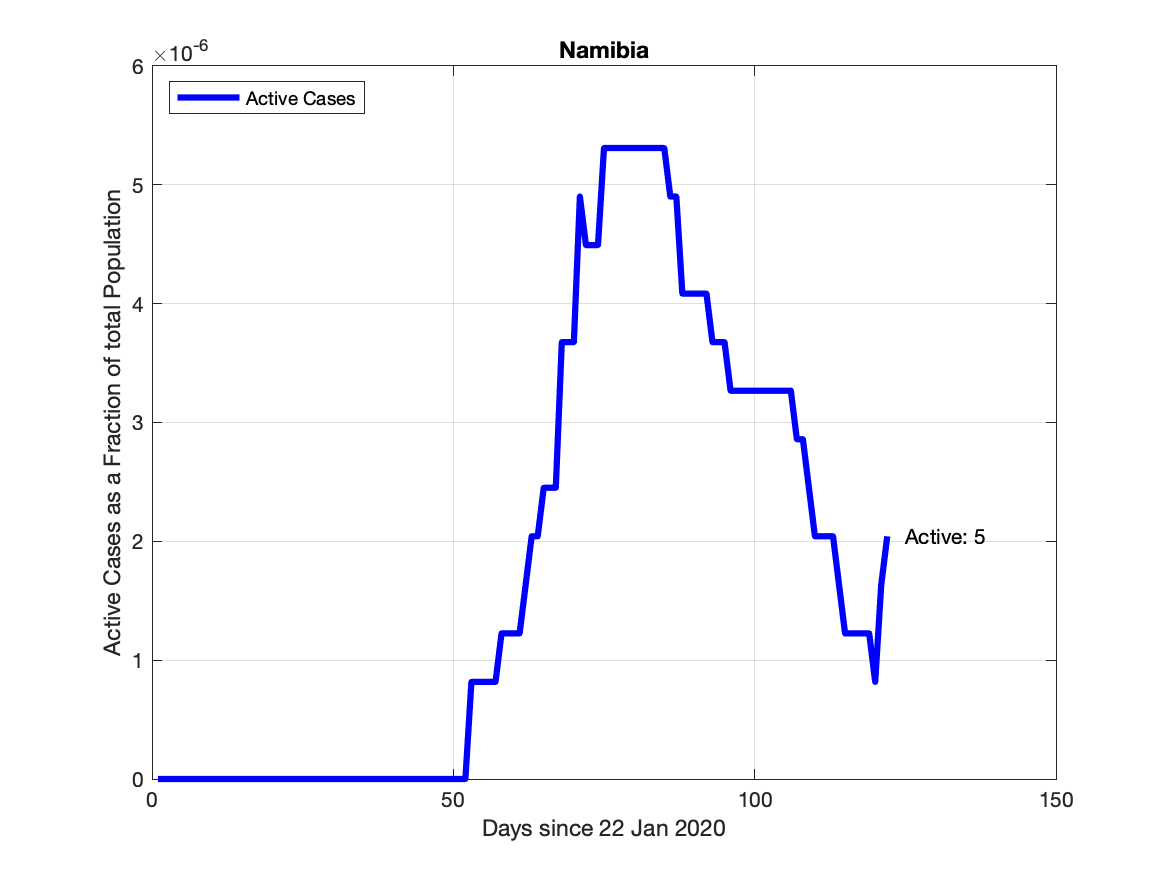 Namibia
×10-6
Active Cases
6
5
4
3
2
1
0
Active Cases as a Fraction of total Population
Active: 5
0 50 100 150
Days since 22 Jan 2020